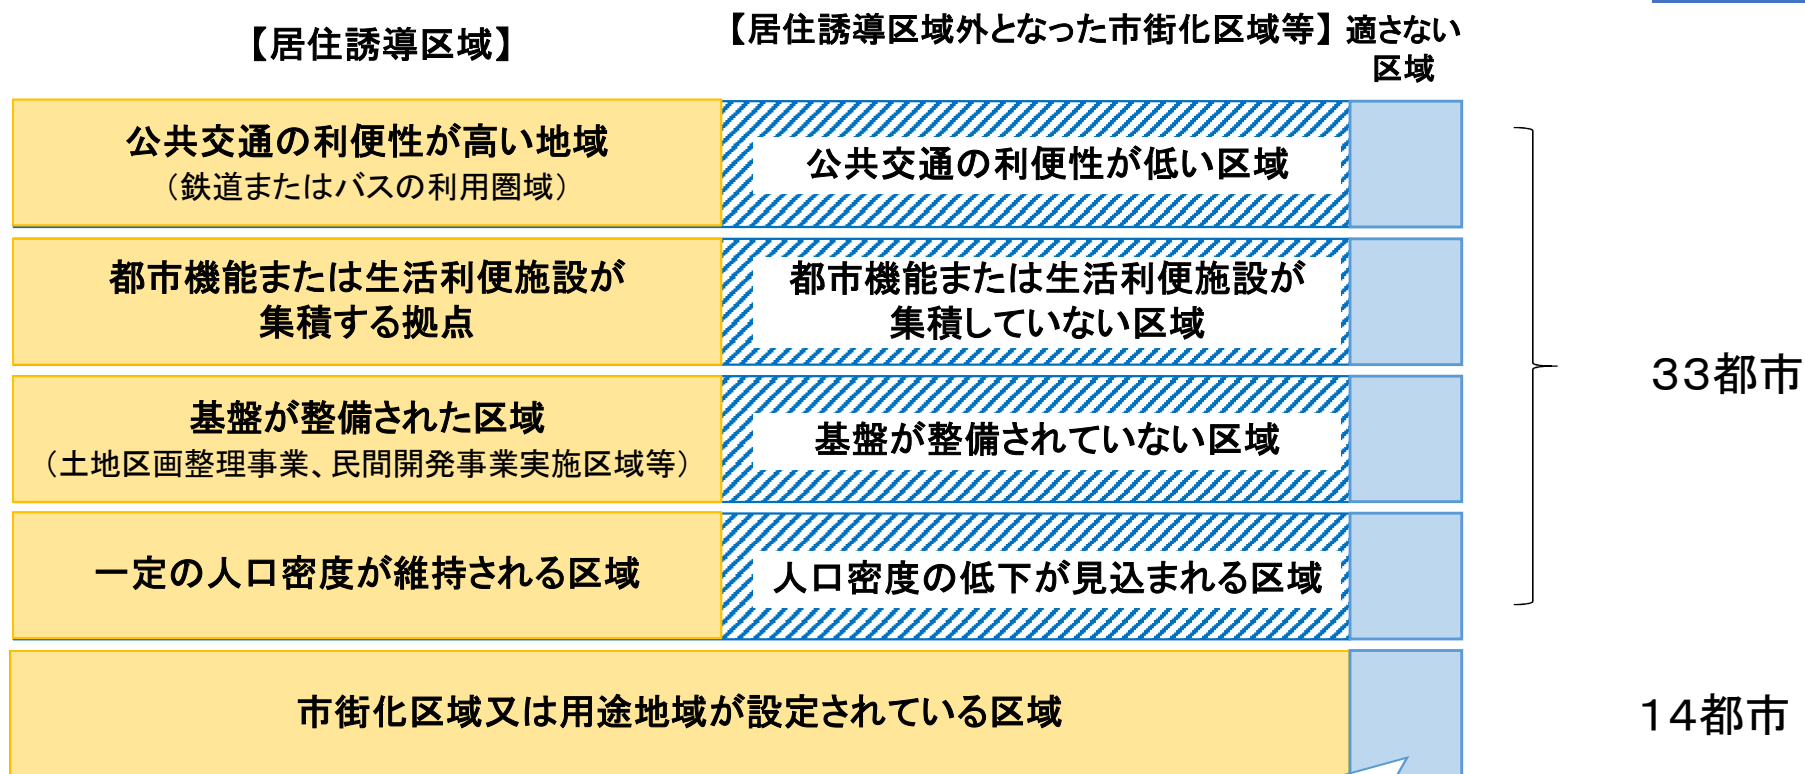 【居住誘導区域】
【居住誘導区域外となった市街化区域等】
適さない
区域
公共交通の利便性が高い地域
（鉄道またはバスの利用圏域）
公共交通の利便性が低い区域
都市機能または生活利便施設が
集積する拠点
都市機能または生活利便施設が
集積していない区域
基盤が整備された区域
（土地区画整理事業、民間開発事業実施区域等）
基盤が整備されていない区域
一定の人口密度が維持される区域
人口密度の低下が見込まれる区域
33都市
市街化区域又は用途地域が設定されている区域
14都市